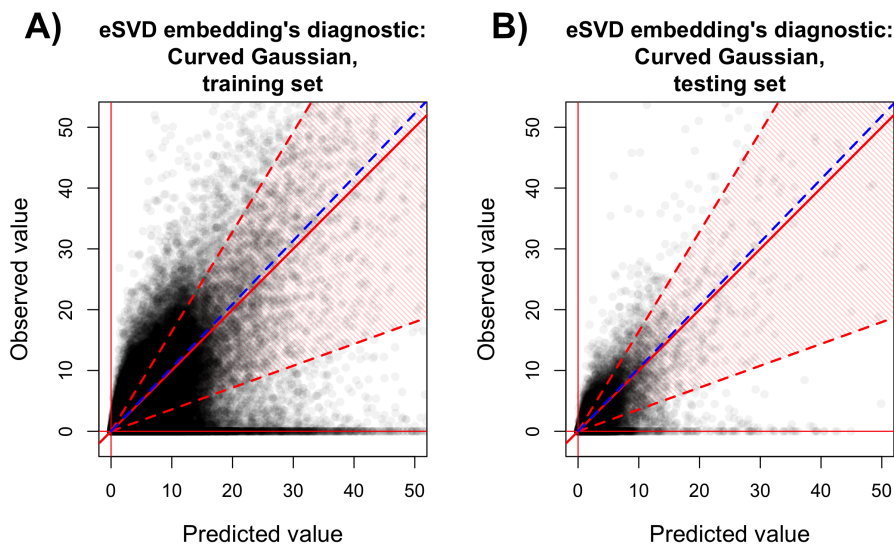 A)
eSVD embedding's diagnostic:
Curved Gaussian,
training set
Observed value
50
40
30
20
10
0
0 10 20 30 40 50
Predicted value
B)
eSVD embedding's diagnostic:
Curved Gaussian,
testing set
Observed value
50
40
30
20
10
0
0 10 20 30 40 50
Predicted value